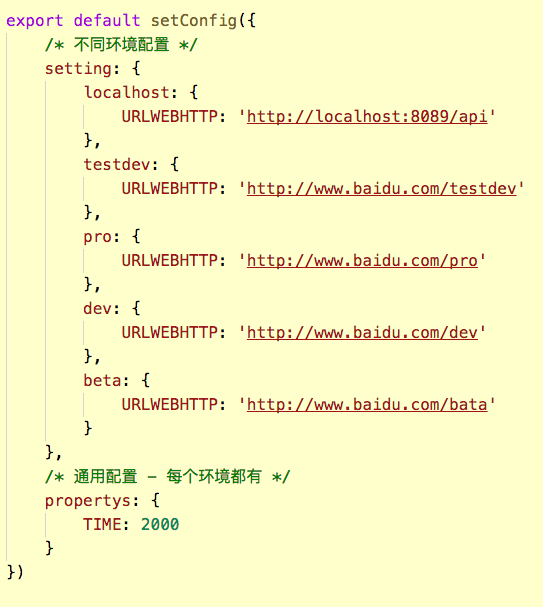 export default setConfig({
    /* 不同环境配置 */
    setting: {
        localhost: {
            URLWEBHTTP: 'http://localhost:8089/api'
        },
        testdev: {
            URLWEBHTTP: 'http://www.baidu.com/testdev'
        },
        pro: {
            URLWEBHTTP: 'http://www.baidu.com/pro'
        },
        dev: {
            URLWEBHTTP: 'http://www.baidu.com/dev'
        },
        beta: {
            URLWEBHTTP: 'http://www.baidu.com/bata'
        }
    },
    /* 通用配置 - 每个环境都有 */
    propertys: {
        TIME: 2000
    }
})